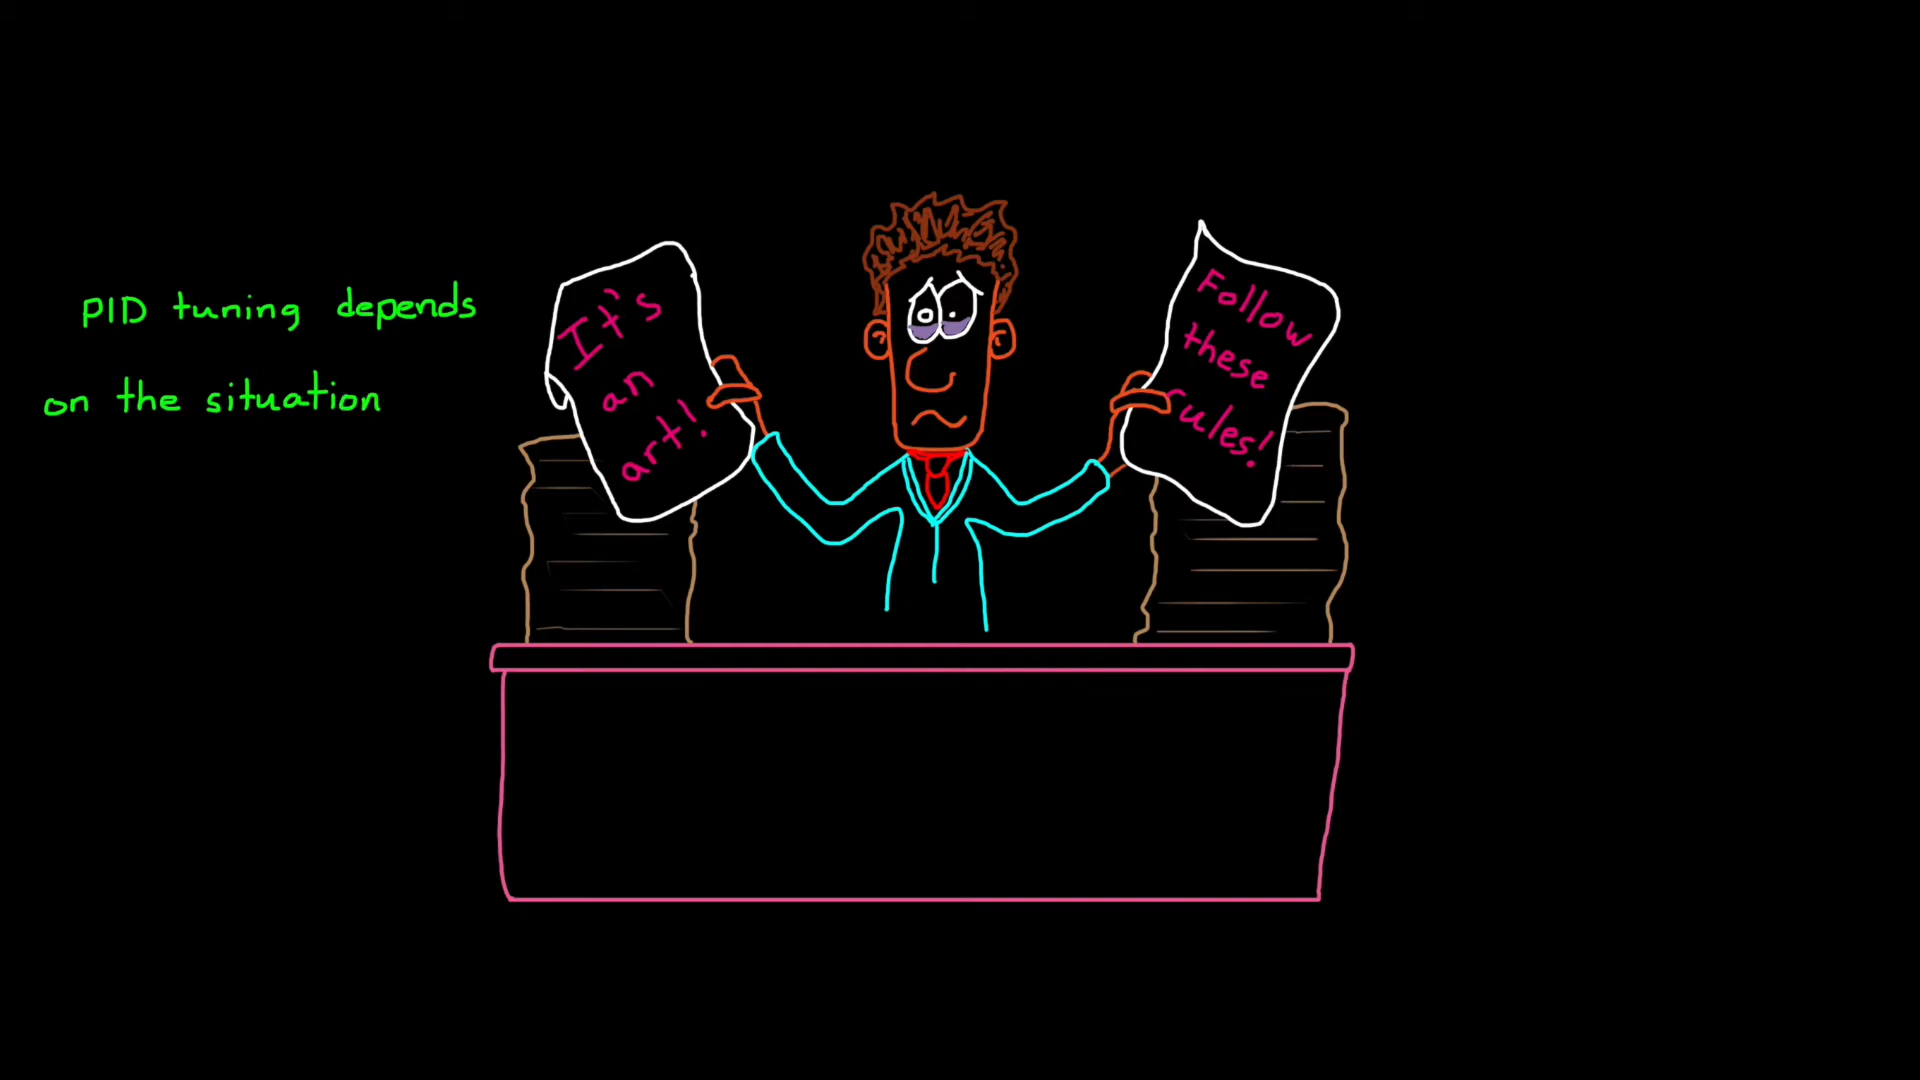 PID tuning depends
on the situation
It's
an
art!
Follow
these
rules!